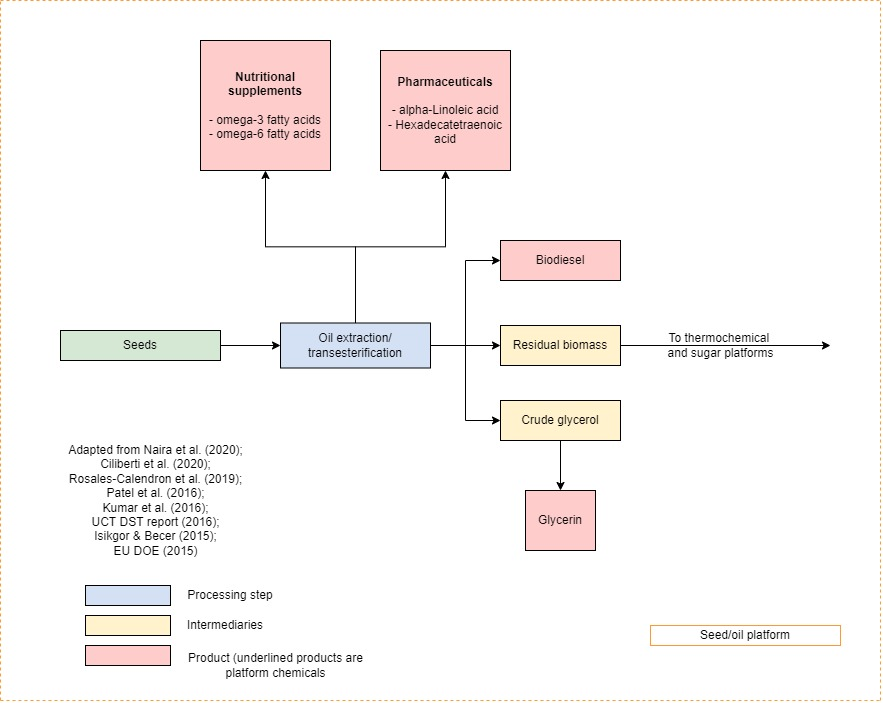 Nutritional
supplements
- omega-3 fatty acids
- omega-6 fatty acids
Pharmaceuticals
- alpha-Linoleic acid
- Hexadecatetraenoic
acid
Biodiesel
Seeds
Oil extraction/
transesterification
Residual biomass
To thermochemical
and sugar platforms
Crude glycerol
Glycerin
Adapted from Naira et al. (2020);
Ciliberti et al. (2020);
Rosales-Calendron et al. (2019);
Patel et al. (2016);
Kumar et al. (2016);
UCT DST report (2016);
Isikgor & Becer (2015);
EU DOE (2015)
Processing step
Intermediaries
Product (underlined products are
platform chemicals
Seed/oil platform